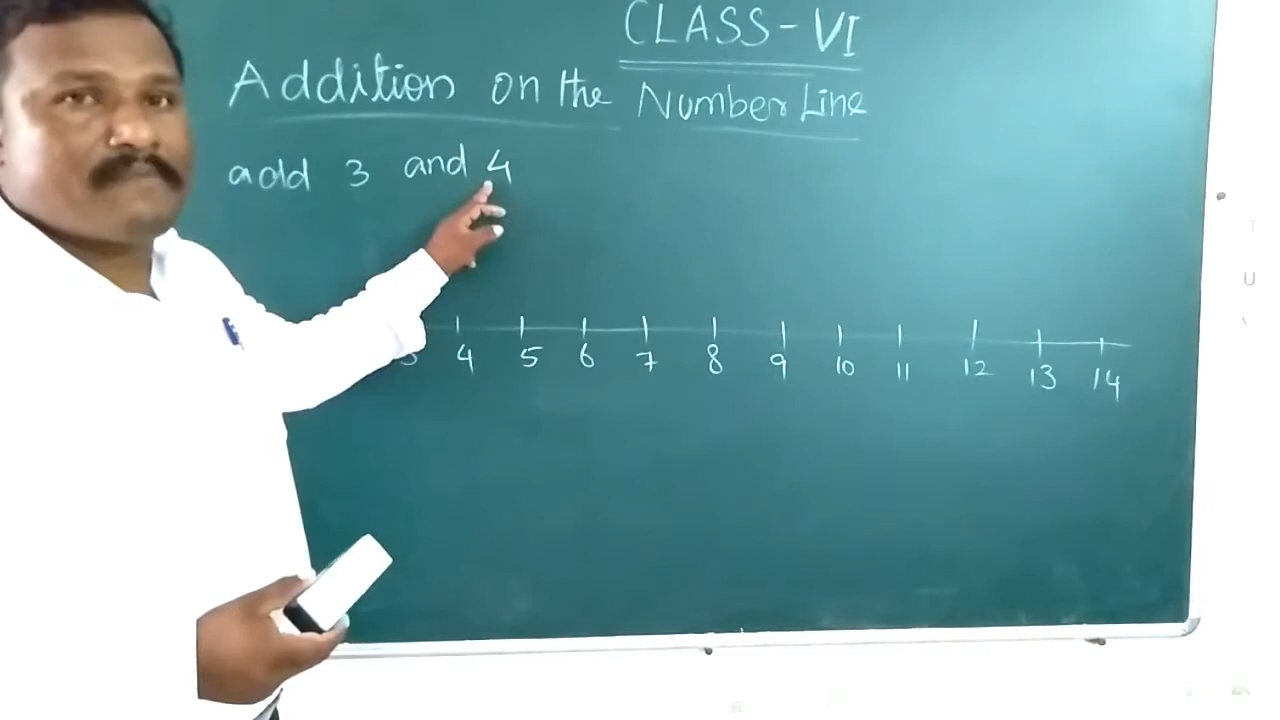 CLASS-VI
Addition on the Number Line
add 3 and 4
3 4 5 6 7 8 9 10 11 12 13 14